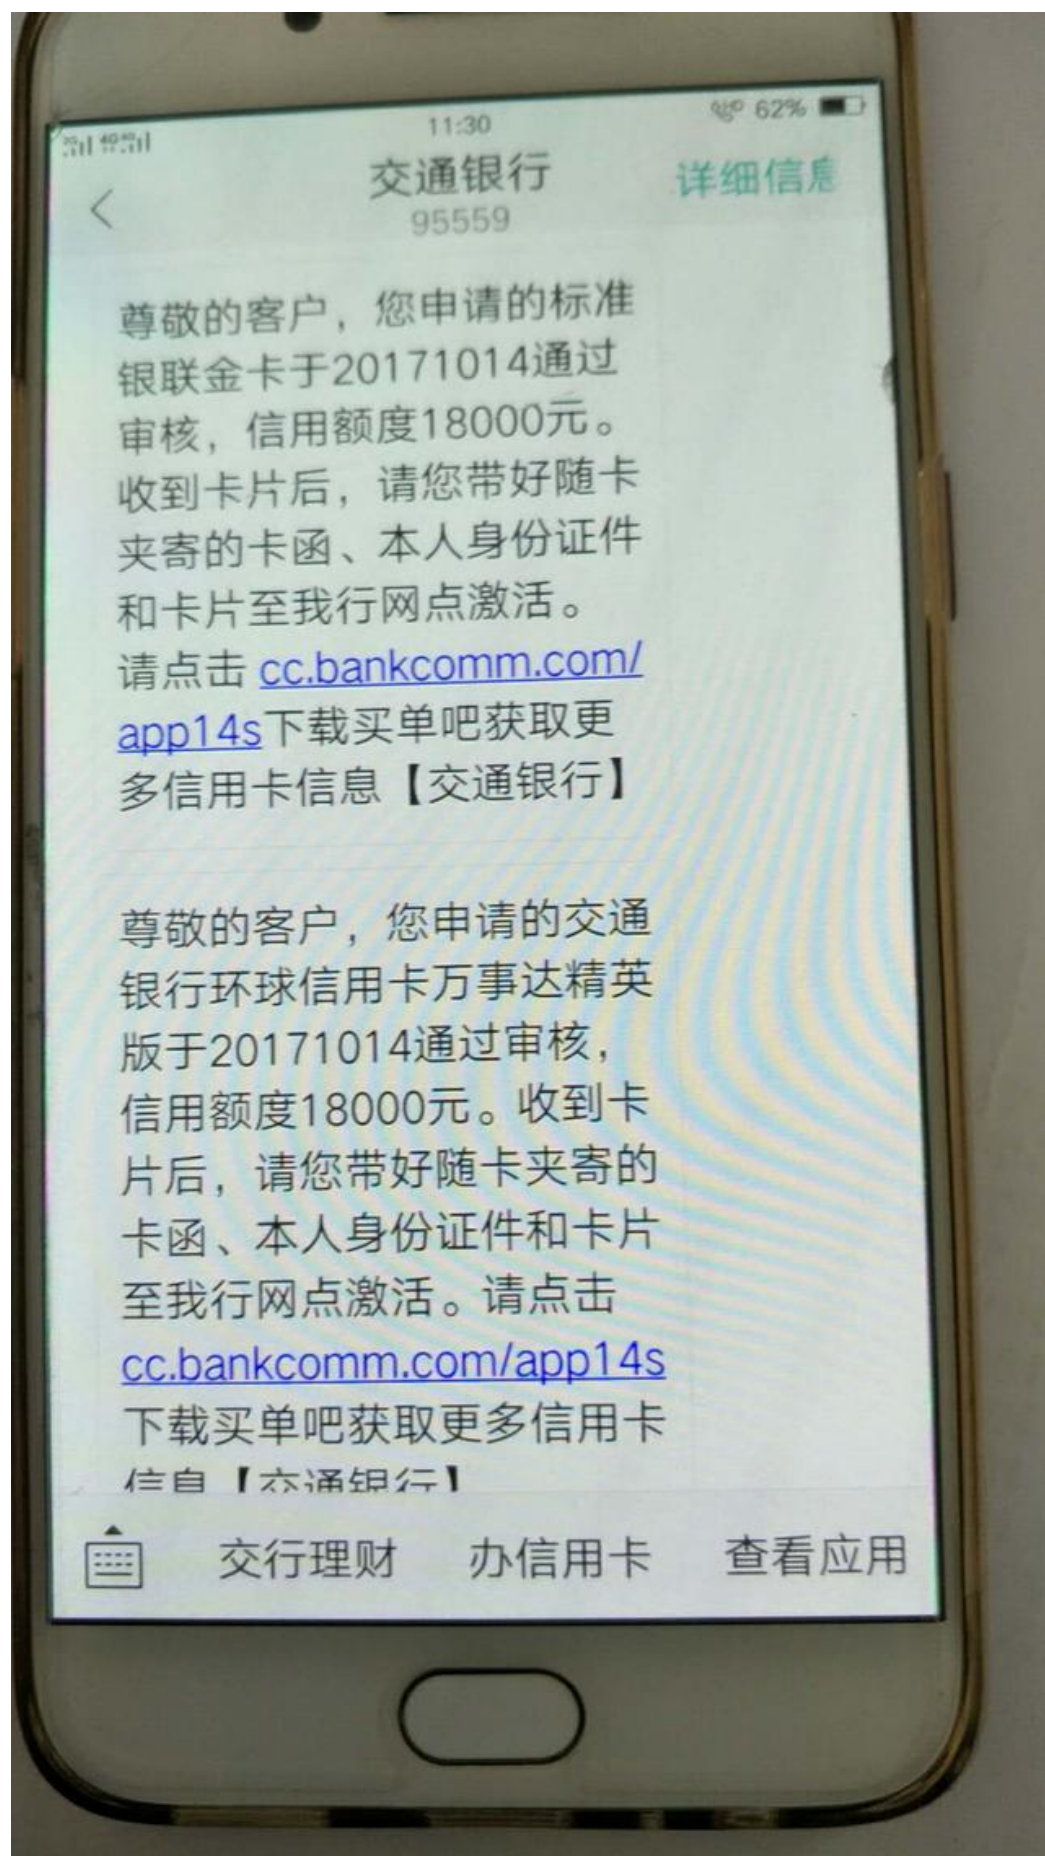 11:30
62%
交通银行
详细信息
95559
尊敬的客户，您申请的标准
银联金卡于20171014通过
审核，信用额度18000元。
收到卡片后，请您带好随卡
夹寄的卡函、本人身份证件
和卡片至我行网点激活。
请点击 cc.bankcomm.com/
app14s下载买单吧获取更
多信用卡信息【交通银行】
尊敬的客户，您申请的交通
银行环球信用卡万事达精英
版于20171014通过审核，
信用额度18000元。收到卡
片后，请您带好随卡夹寄的
卡函、本人身份证件和卡片
至我行网点激活。请点击
cc.bankcomm.com/app14s
下载买单吧获取更多信用卡
信息【交通银行】
交行理财
办信用卡
查看应用